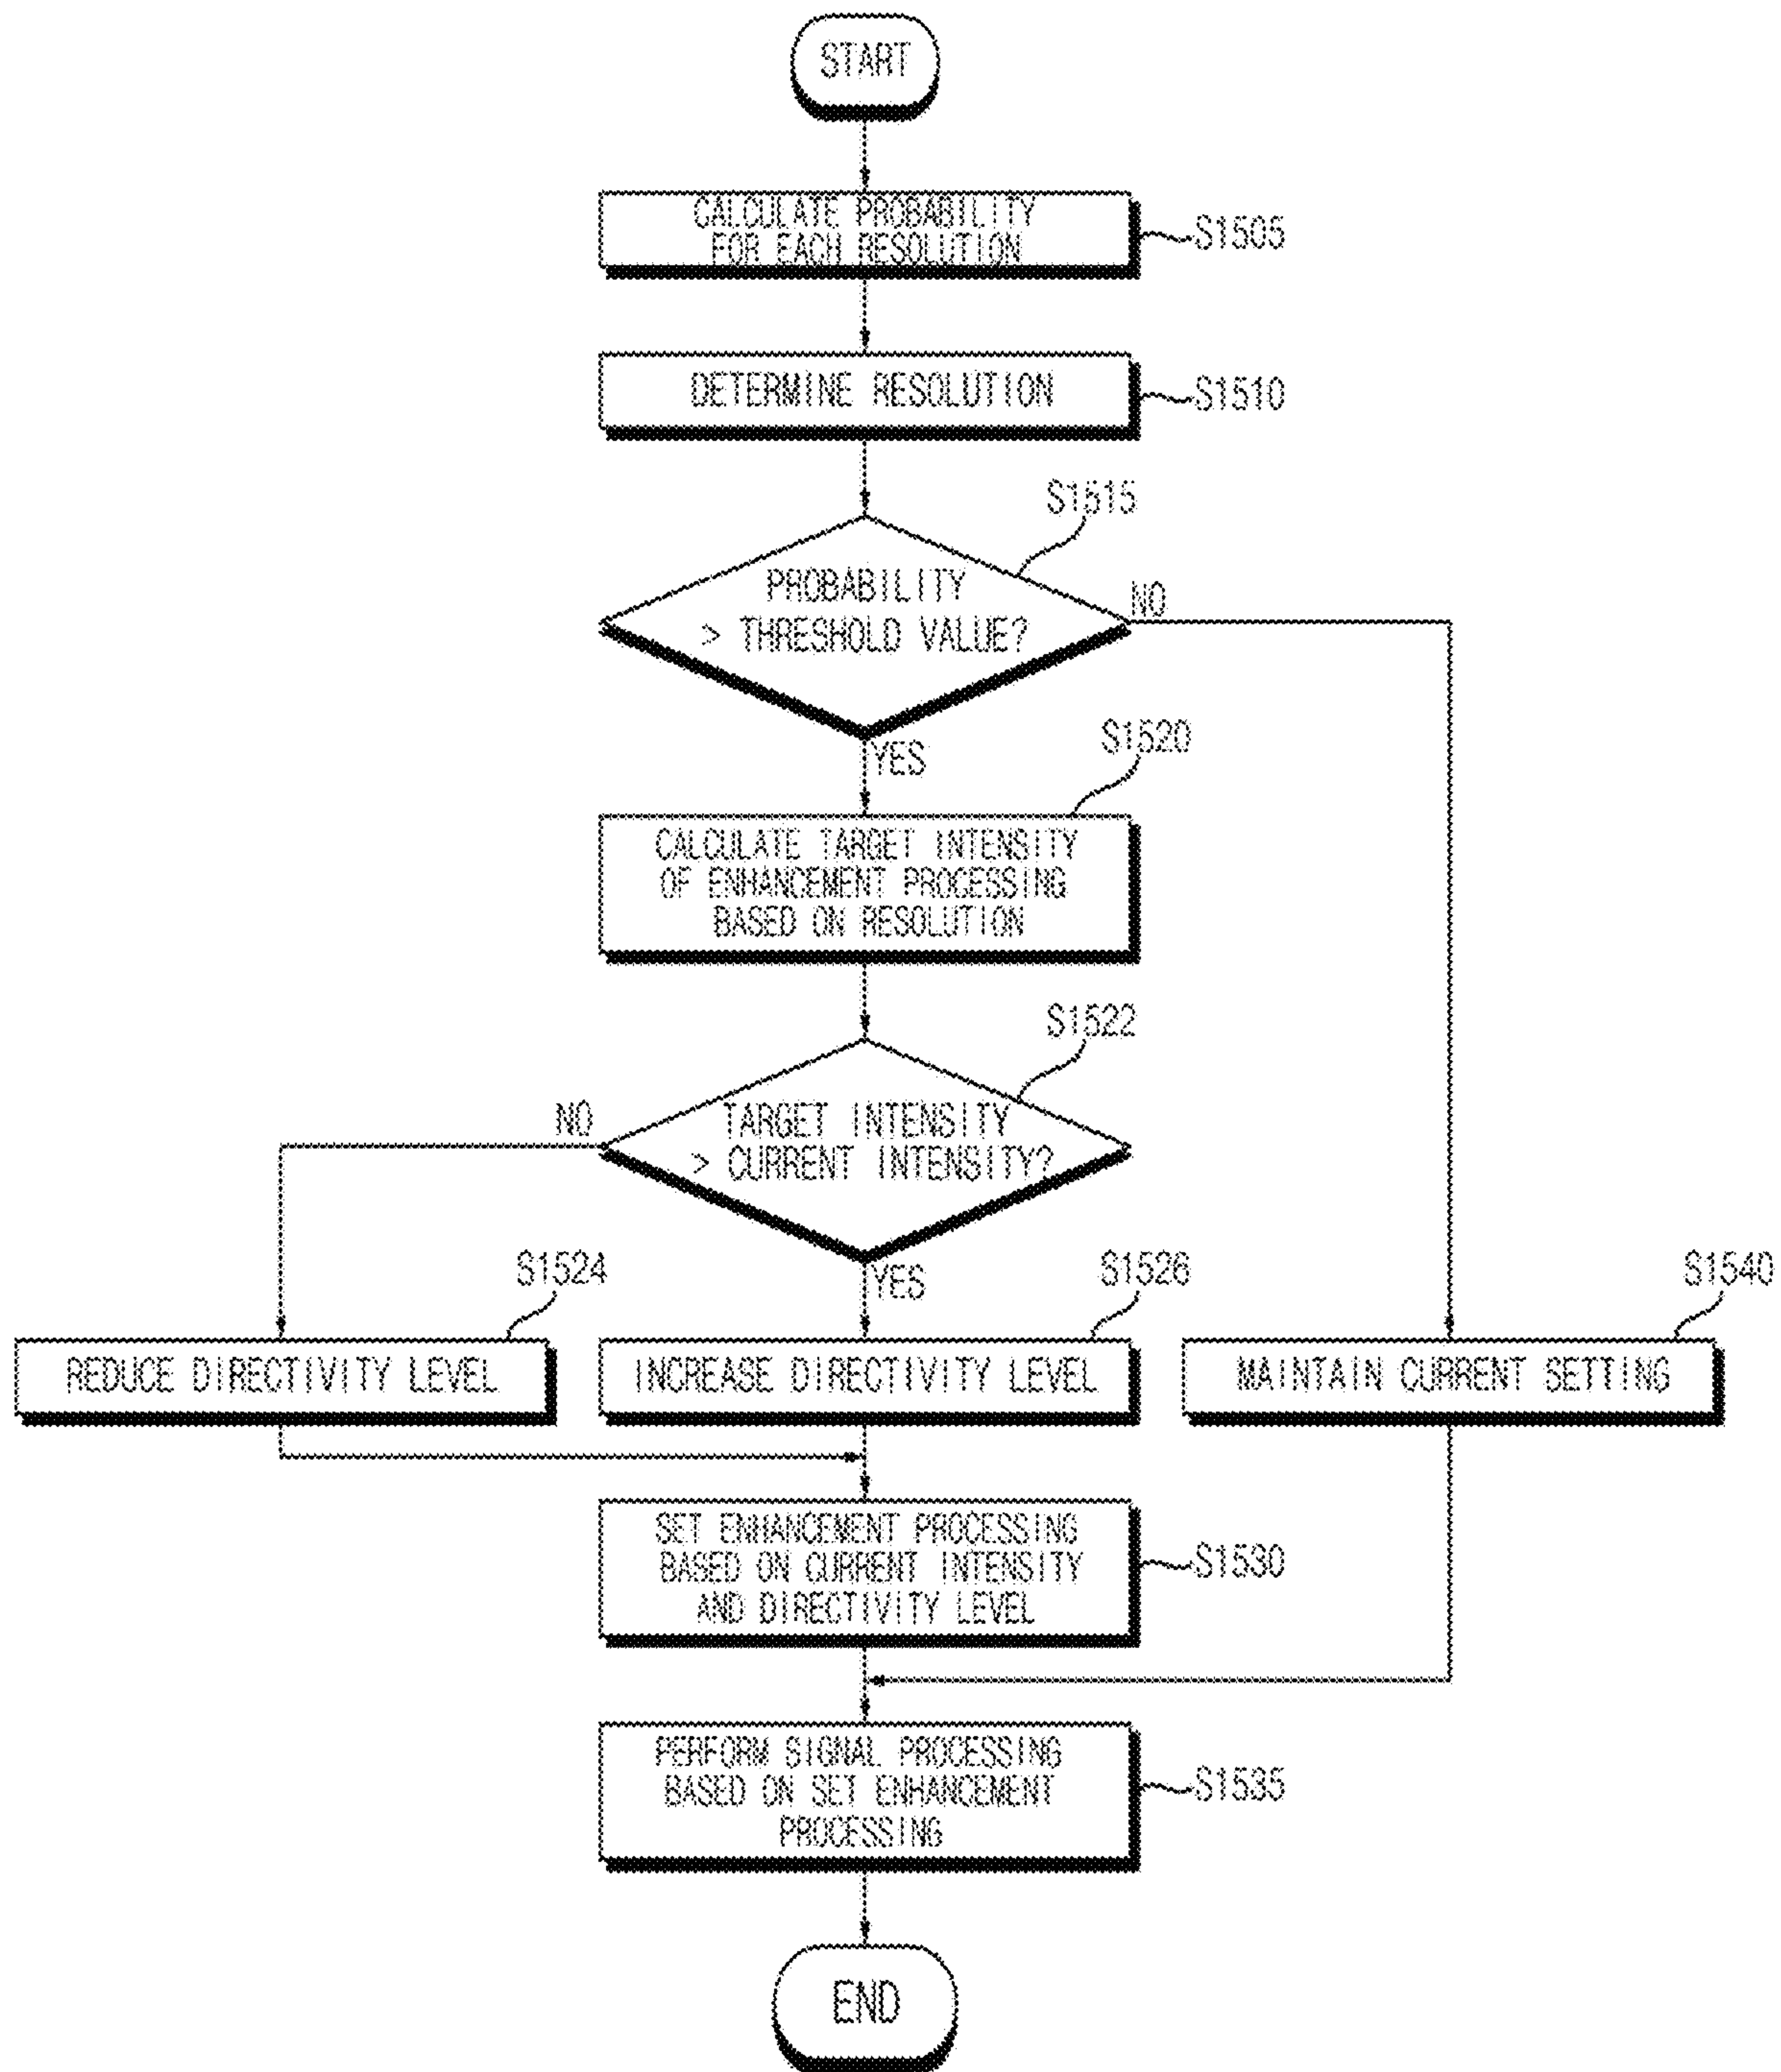 START
CALCULATE PROBABILITY
FOR EACH RESOLUTION
S1505
DETERMINE RESOLUTION
S1510
S1515
PROBABILITY
> THRESHOLD VALUE?
NO
YES
S1520
CALCULATE TARGET INTENSITY
OF ENHANCEMENT PROCESSING
BASED ON RESOLUTION
S1522
TARGET INTENSITY
> CURRENT INTENSITY?
NO
YES
S1524
REDUCE DIRECTIVITY LEVEL
S1526
INCREASE DIRECTIVITY LEVEL
S1540
MAINTAIN CURRENT SETTING
SET ENHANCEMENT PROCESSING
BASED ON CURRENT INTENSITY
AND DIRECTIVITY LEVEL
S1530
PERFORM SIGNAL PROCESSING
BASED ON SET ENHANCEMENT
PROCESSING
S1535
END